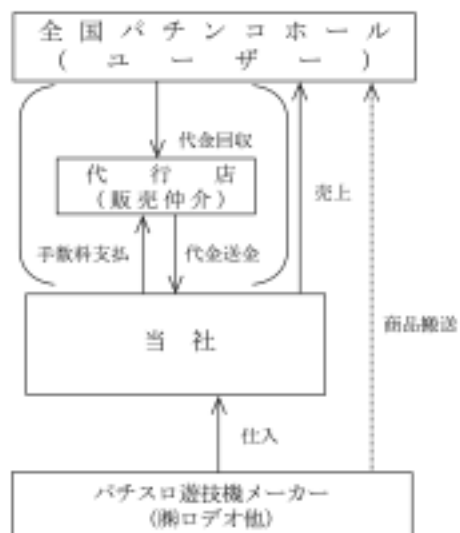 全国パチンコホール
（ユーザー）
代金回収
代行店
（販売仲介）
売上
手数料支払
代金送金
商品搬送
当社
仕入
パチスロ遊技機メーカー
(㈱ロデオ他)